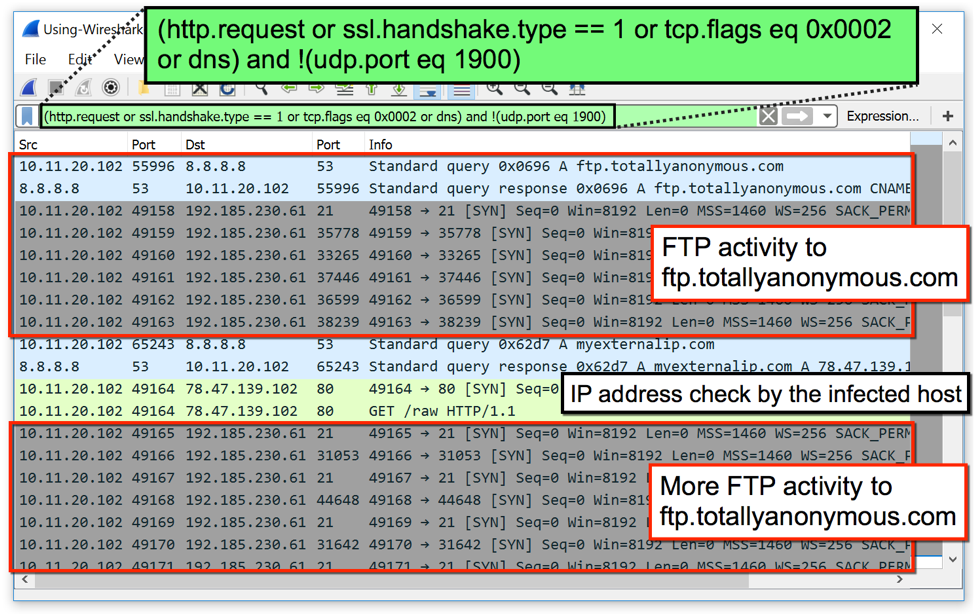 Using-Wireshark
(http.request or ssl.handshake.type == 1 or tcp.flags eq 0x0002
or dns) and !(udp.port eq 1900)
File Edit View
(http.request or ssl.handshake.type == 1 or tcp.flags eq 0x0002 or dns) and !(udp.port eq 1900) Expression... +
Src Port Dst Port Info
10.11.20.102 55996 8.8.8.8 53 Standard query 0x0696 A ftp.totallyanonymous.com
8.8.8.8 53 10.11.20.102 55996 Standard query response 0x0696 A ftp.totallyanonymous.com CNAME
10.11.20.102 49158 192.185.230.61 21 49158 → 21 [SYN] Seq=0 Win=8192 Len=0 MSS=1460 WS=256 SACK_PERM
10.11.20.102 49159 192.185.230.61 35778 49159 → 35778 [SYN] Seq=0 Win=819
10.11.20.102 49160 192.185.230.61 33265 49160 → 33265 [SYN] Seq=0 Win=819
10.11.20.102 49161 192.185.230.61 37446 49161 → 37446 [SYN] Seq=0 Win=819
10.11.20.102 49162 192.185.230.61 36599 49162 → 36599 [SYN] Seq=0 Win=8192 Len=0 MSS=1460 WS=256 SACK_P
10.11.20.102 49163 192.185.230.61 38239 49163 → 38239 [SYN] Seq=0 Win=8192 Len=0 MSS=1460 WS=256 SACK_P
FTP activity to
ftp.totallyanonymous.com
10.11.20.102 65243 8.8.8.8 53 Standard query 0x62d7 A myexternalip.com
8.8.8.8 53 10.11.20.102 65243 Standard query response 0x62d7 A myexternalip.com A 78.47.139.1
10.11.20.102 49164 78.47.139.102 80 49164 → 80 [SYN] Seq=0
10.11.20.102 49164 78.47.139.102 80 GET /raw HTTP/1.1
IP address check by the infected host
10.11.20.102 49165 192.185.230.61 21 49165 → 21 [SYN] Seq=0 Win=8192 Len=0 MSS=1460 WS=256 SACK_PERM
10.11.20.102 49166 192.185.230.61 31053 49166 → 31053 [SYN] Seq=0 Win=8192 Len=0 MSS=1460 WS=256 SACK_P
10.11.20.102 49167 192.185.230.61 21 49167 → 21 [SYN] Seq=0 Win=8192
10.11.20.102 49168 192.185.230.61 44648 49168 → 44648 [SYN] Seq=0 Win=819
10.11.20.102 49169 192.185.230.61 21 49169 → 21 [SYN] Seq=0 Win=8192
10.11.20.102 49170 192.185.230.61 31642 49170 → 31642 [SYN] Seq=0 Win=8192 Len=0 MSS=1460 WS=256 SACK_P
10.11.20.102 49171 192.185.230.61 21 49171 → 21 [SYN] Seq=0 Win=8192 Len=0 MSS=1460 WS=256 SACK_PERM
More FTP activity to
ftp.totallyanonymous.com